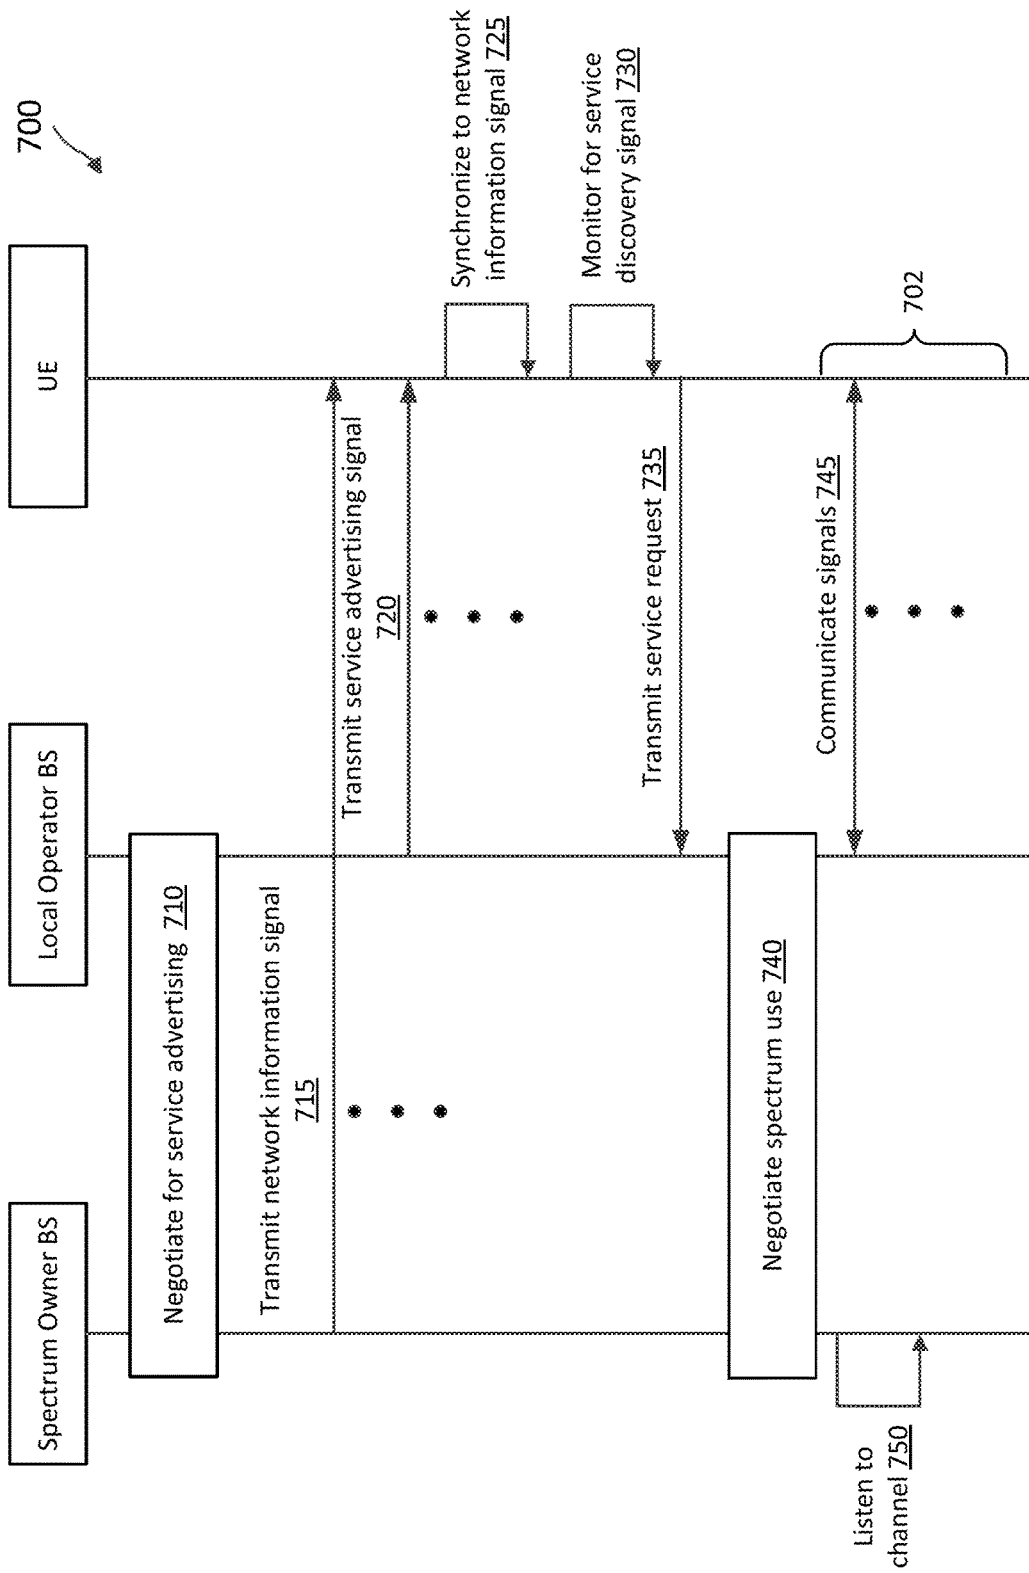 700
Spectrum Owner BS
Local Operator BS
UE
Negotiate for service advertising 710
Transmit network information signal
715
Transmit service advertising signal
720
Synchronize to network
information signal 725
Monitor for service
discovery signal 730
Transmit service request 735
Negotiate spectrum use 740
Communicate signals 745
702
Listen to
channel 750